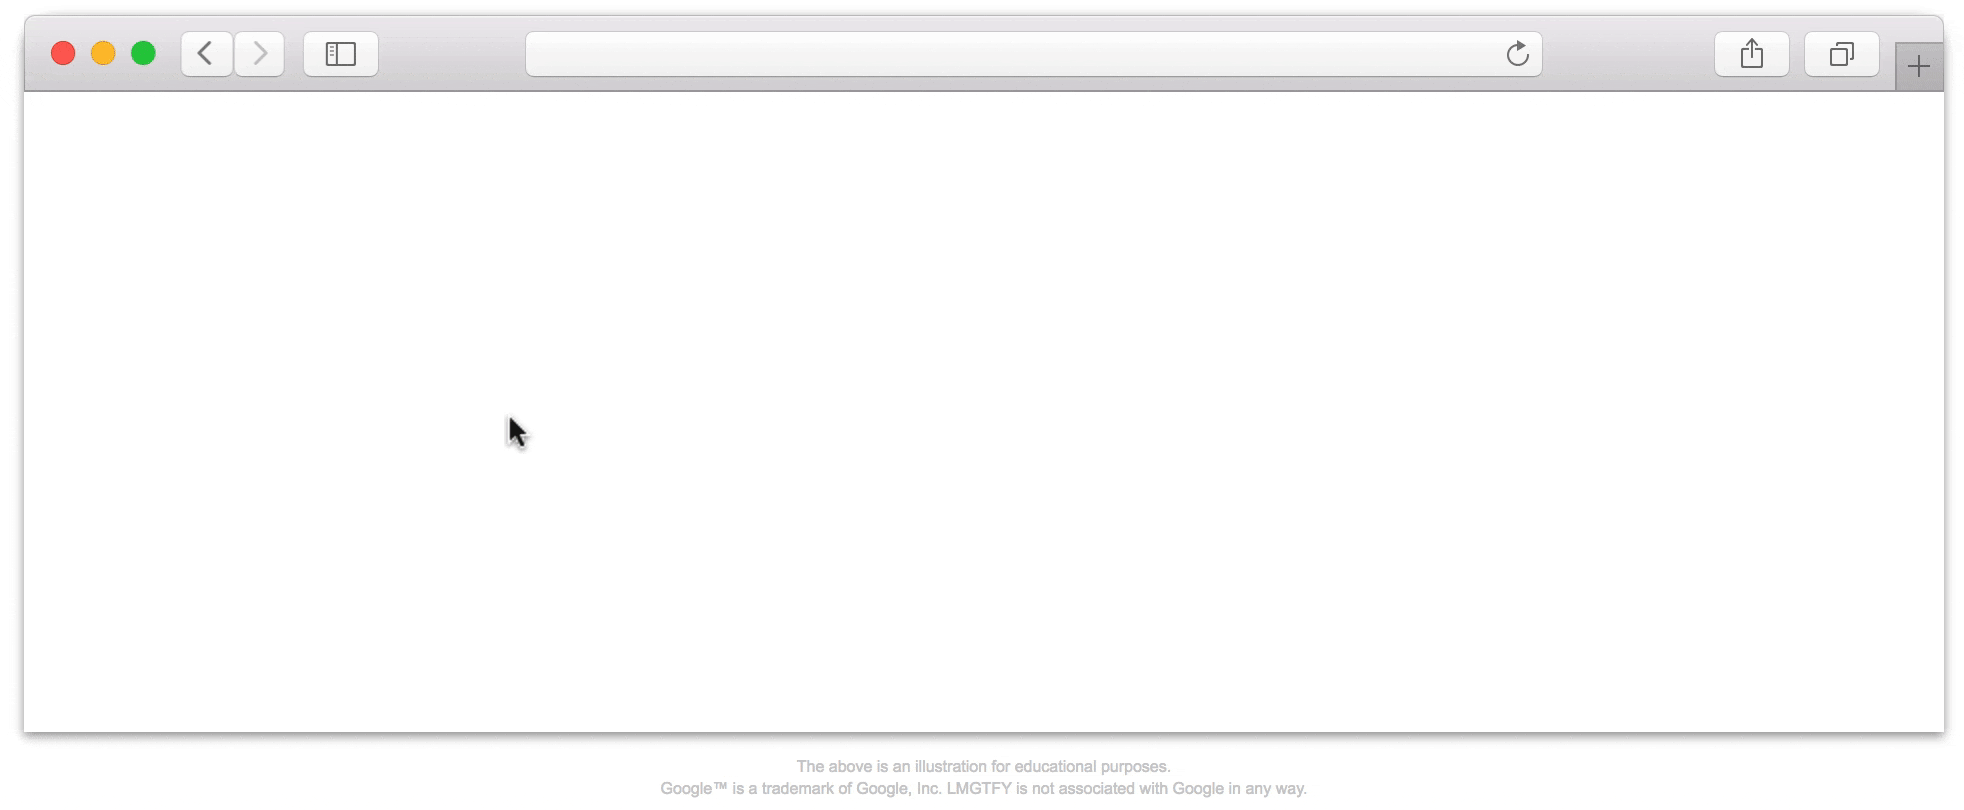 The above is an illustration for educational purposes.
Google™ is a trademark of Google, Inc. LMGTFY is not associated with Google in any way.